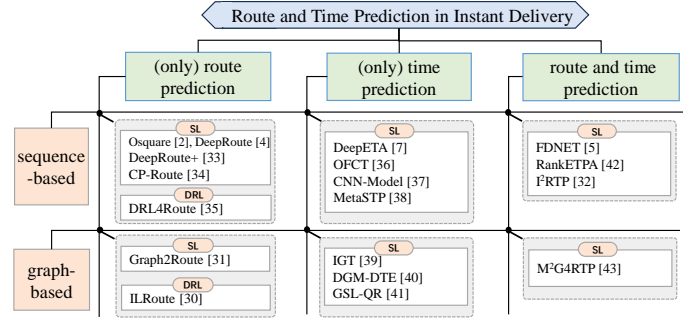 Route and Time Prediction in Instant Delivery
(only) route
prediction
(only) time
prediction
route and time
prediction
sequence
-based
SL
Osquare [2], DeepRoute [4]
DeepRoute+ [33]
CP-Route [34]
DRL
DRL4Route [35]
SL
DeepETA [7]
OFCT [36]
CNN-Model [37]
MetaSTP [38]
SL
FDNET [5]
RankETPA [42]
I²RTP [32]
graph-
based
SL
Graph2Route [31]
DRL
ILRoute [30]
SL
IGT [39]
DGM-DTE [40]
GSL-QR [41]
SL
M²G4RTP [43]